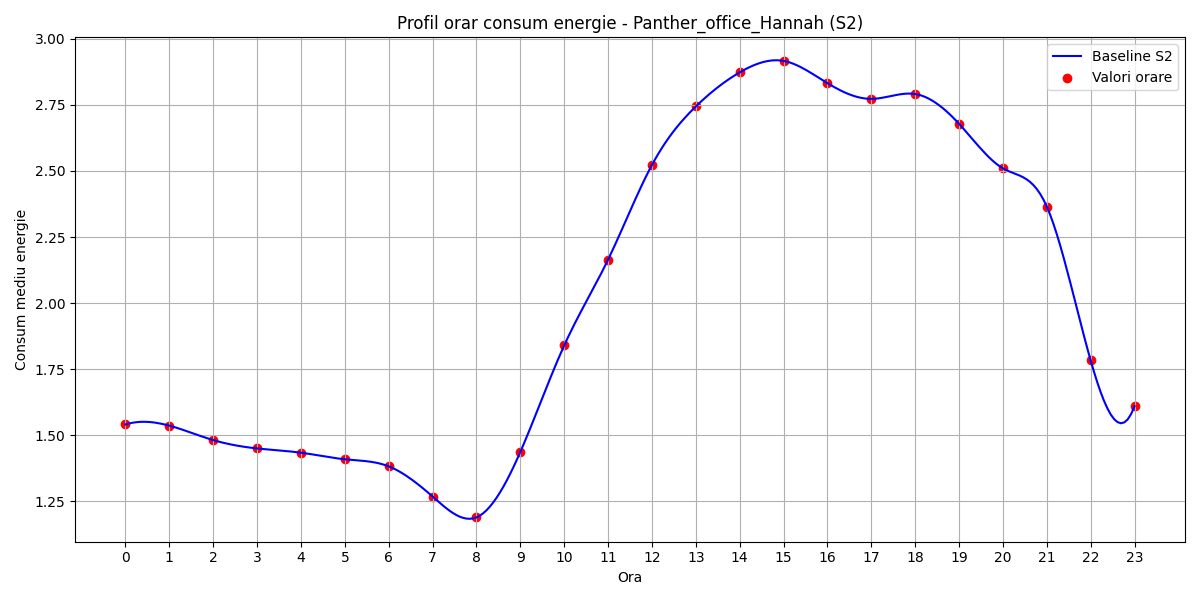 Profil orar consum energie - Panther_office_Hannah (S2)
Baseline S2
Valori orare
Consum mediu energie
3.00
2.75
2.50
2.25
2.00
1.75
1.50
1.25
0 1 2 3 4 5 6 7 8 9 10 11 12 13 14 15 16 17 18 19 20 21 22 23
Ora